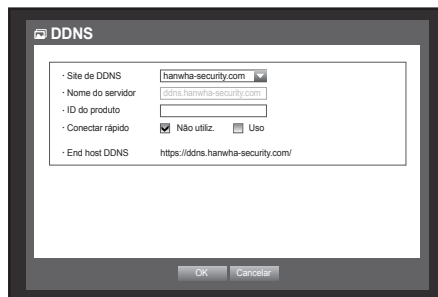 DDNS
· Site de DDNS hanwha-security.com
· Nome do servidor ddns.hanwha-security.com
· ID do produto
· Conectar rápido Não utiliz. Uso
· End host DDNS https://ddns.hanwha-security.com/
OK Cancelar